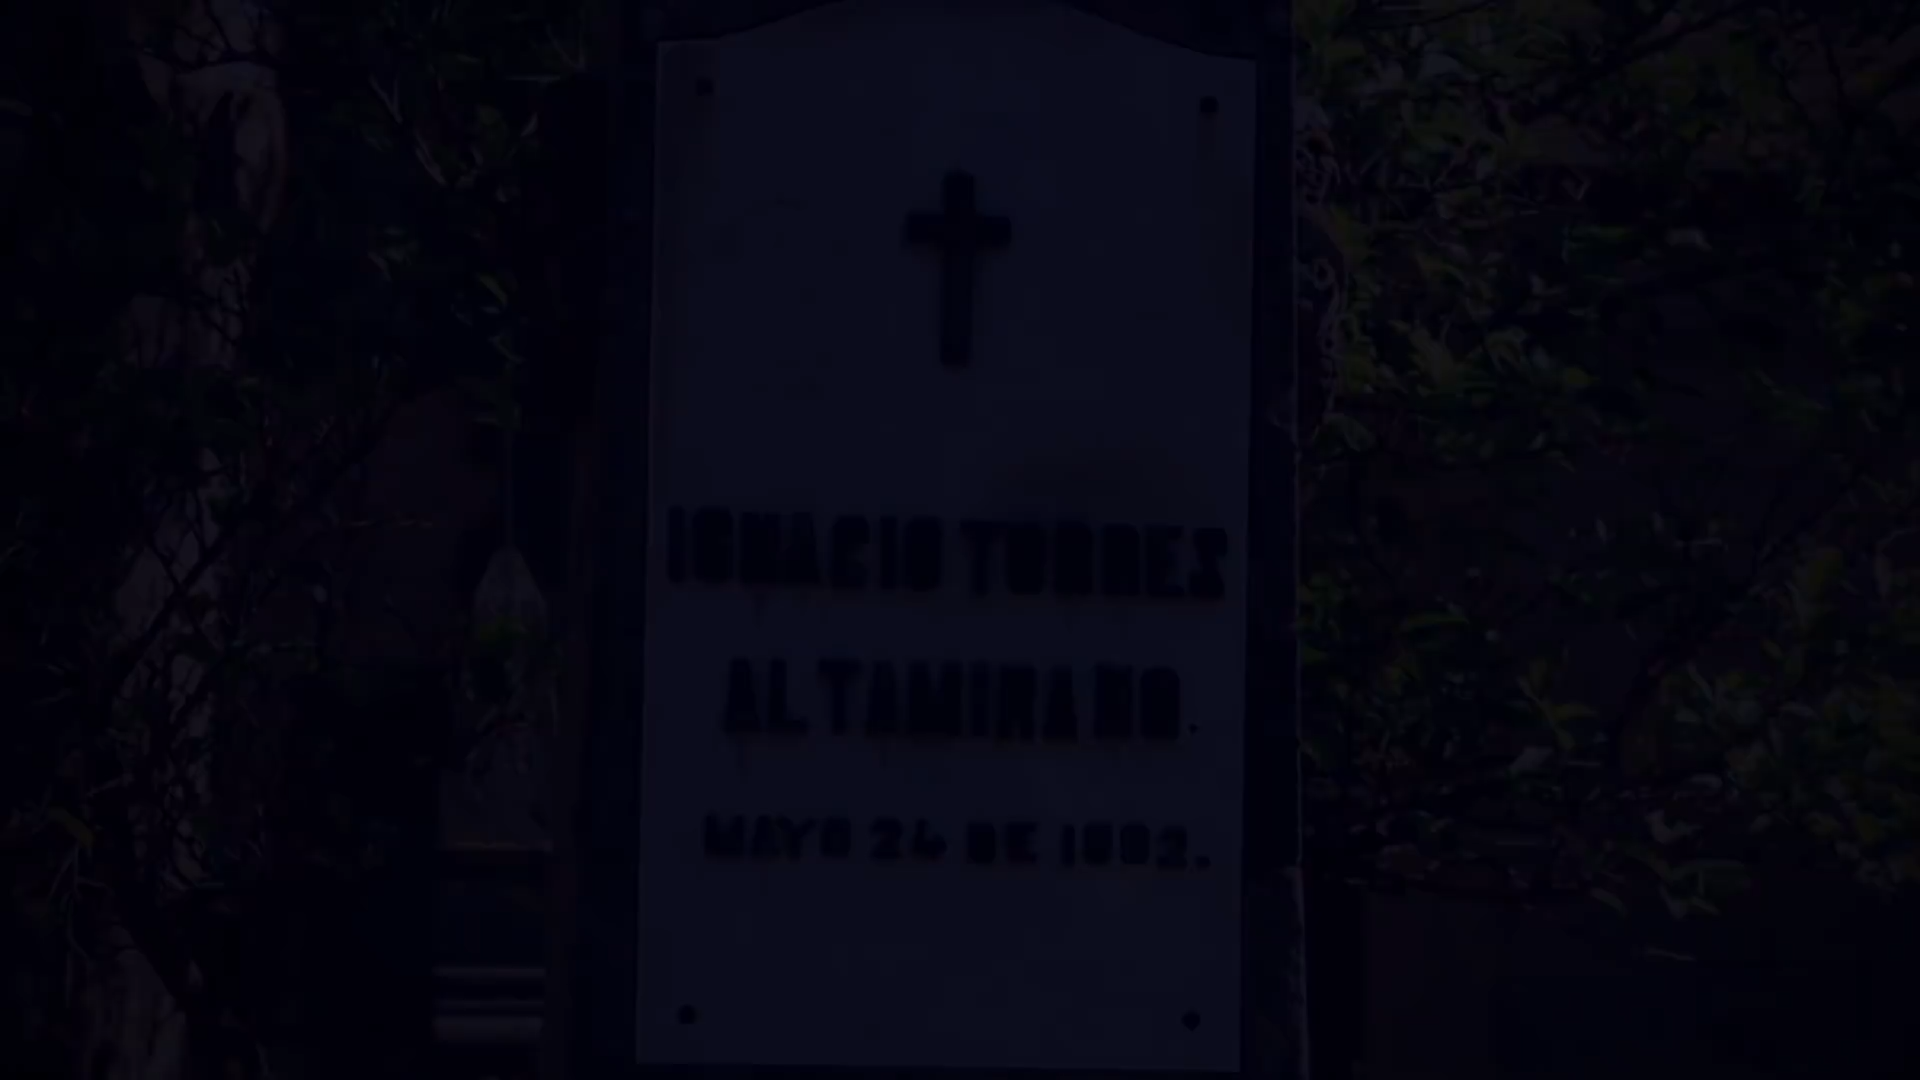 IGNACIO TORRES
ALTAMIRANO.
MAYO 24 DE